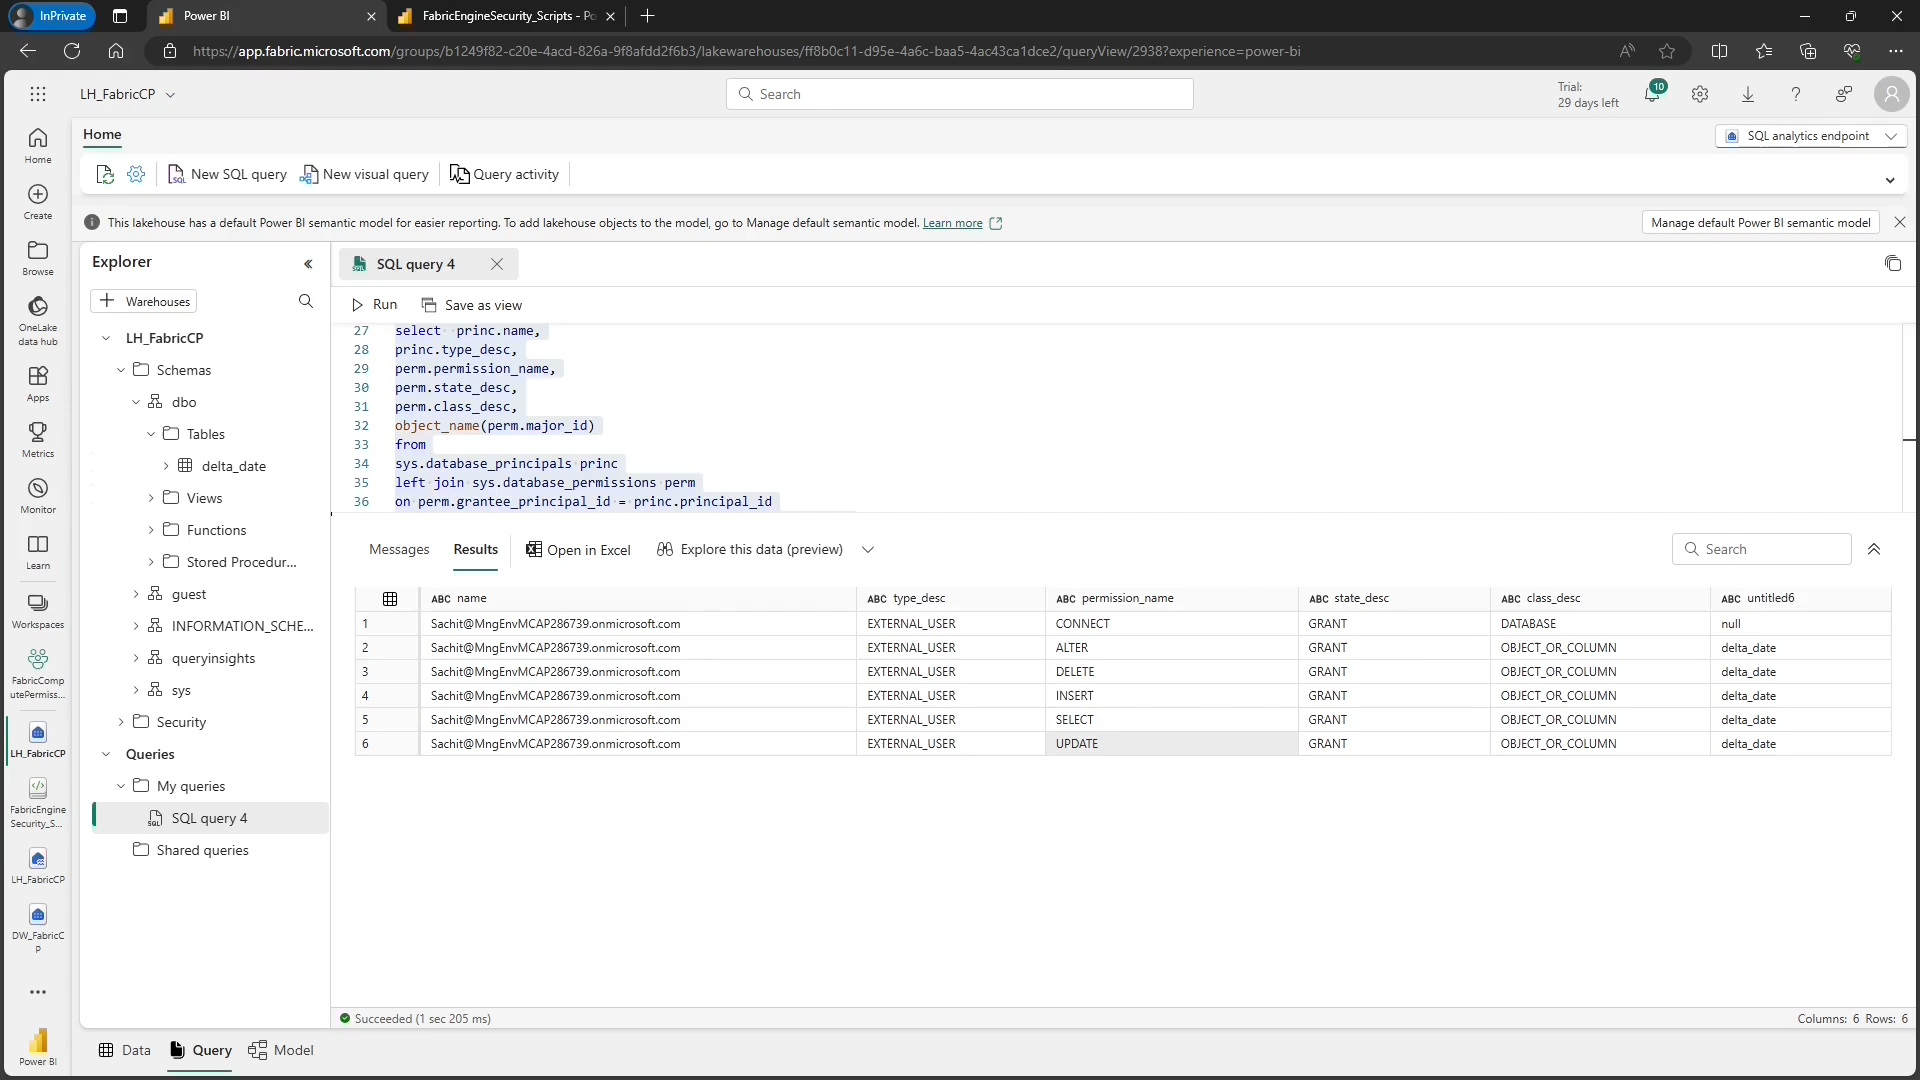 InPrivate
Power BI
FabricEngineSecurity_Scripts - Po
https://app.fabric.microsoft.com/groups/b1249f82-c20e-4acd-826a-9f8afdd2f6b3/lakewarehouses/ff8b0c11-d95e-4a6c-baa5-4ac43ca1dce2/queryView/2938?experience=power-bi
LH_FabricCP
Search
Trial:
29 days left
10
Home
SQL analytics endpoint
New SQL query
New visual query
Query activity
This lakehouse has a default Power BI semantic model for easier reporting. To add lakehouse objects to the model, go to Manage default semantic model. Learn more
Manage default Power BI semantic model
Home
Create
Browse
OneLake
data hub
Apps
Metrics
Monitor
Learn
Workspaces
FabricComp
utePermiss...
LH_FabricCP
FabricEngine
Security_S...
LH_FabricCP
DW_FabricC
P
Power BI
Explorer
Warehouses
LH_FabricCP
Schemas
dbo
Tables
delta_date
Views
Functions
Stored Procedur...
guest
INFORMATION_SCHE...
queryinsights
sys
Security
Queries
My queries
SQL query 4
Shared queries
SQL query 4
Run
Save as view
27 select princ.name,
28 princ.type_desc,
29 perm.permission_name,
30 perm.state_desc,
31 perm.class_desc,
32 object_name(perm.major_id)
33 from
34 sys.database_principals princ
35 left join sys.database_permissions perm
36 on perm.grantee_principal_id = princ.principal_id
Messages
Results
Open in Excel
Explore this data (preview)
Search
ABC name ABC type_desc ABC permission_name ABC state_desc ABC class_desc ABC untitled6
1 Sachit@MngEnvMCAP286739.onmicrosoft.com EXTERNAL_USER CONNECT GRANT DATABASE null
2 Sachit@MngEnvMCAP286739.onmicrosoft.com EXTERNAL_USER ALTER GRANT OBJECT_OR_COLUMN delta_date
3 Sachit@MngEnvMCAP286739.onmicrosoft.com EXTERNAL_USER DELETE GRANT OBJECT_OR_COLUMN delta_date
4 Sachit@MngEnvMCAP286739.onmicrosoft.com EXTERNAL_USER INSERT GRANT OBJECT_OR_COLUMN delta_date
5 Sachit@MngEnvMCAP286739.onmicrosoft.com EXTERNAL_USER SELECT GRANT OBJECT_OR_COLUMN delta_date
6 Sachit@MngEnvMCAP286739.onmicrosoft.com EXTERNAL_USER UPDATE GRANT OBJECT_OR_COLUMN delta_date
Succeeded (1 sec 205 ms)
Columns: 6 Rows: 6
Data
Query
Model